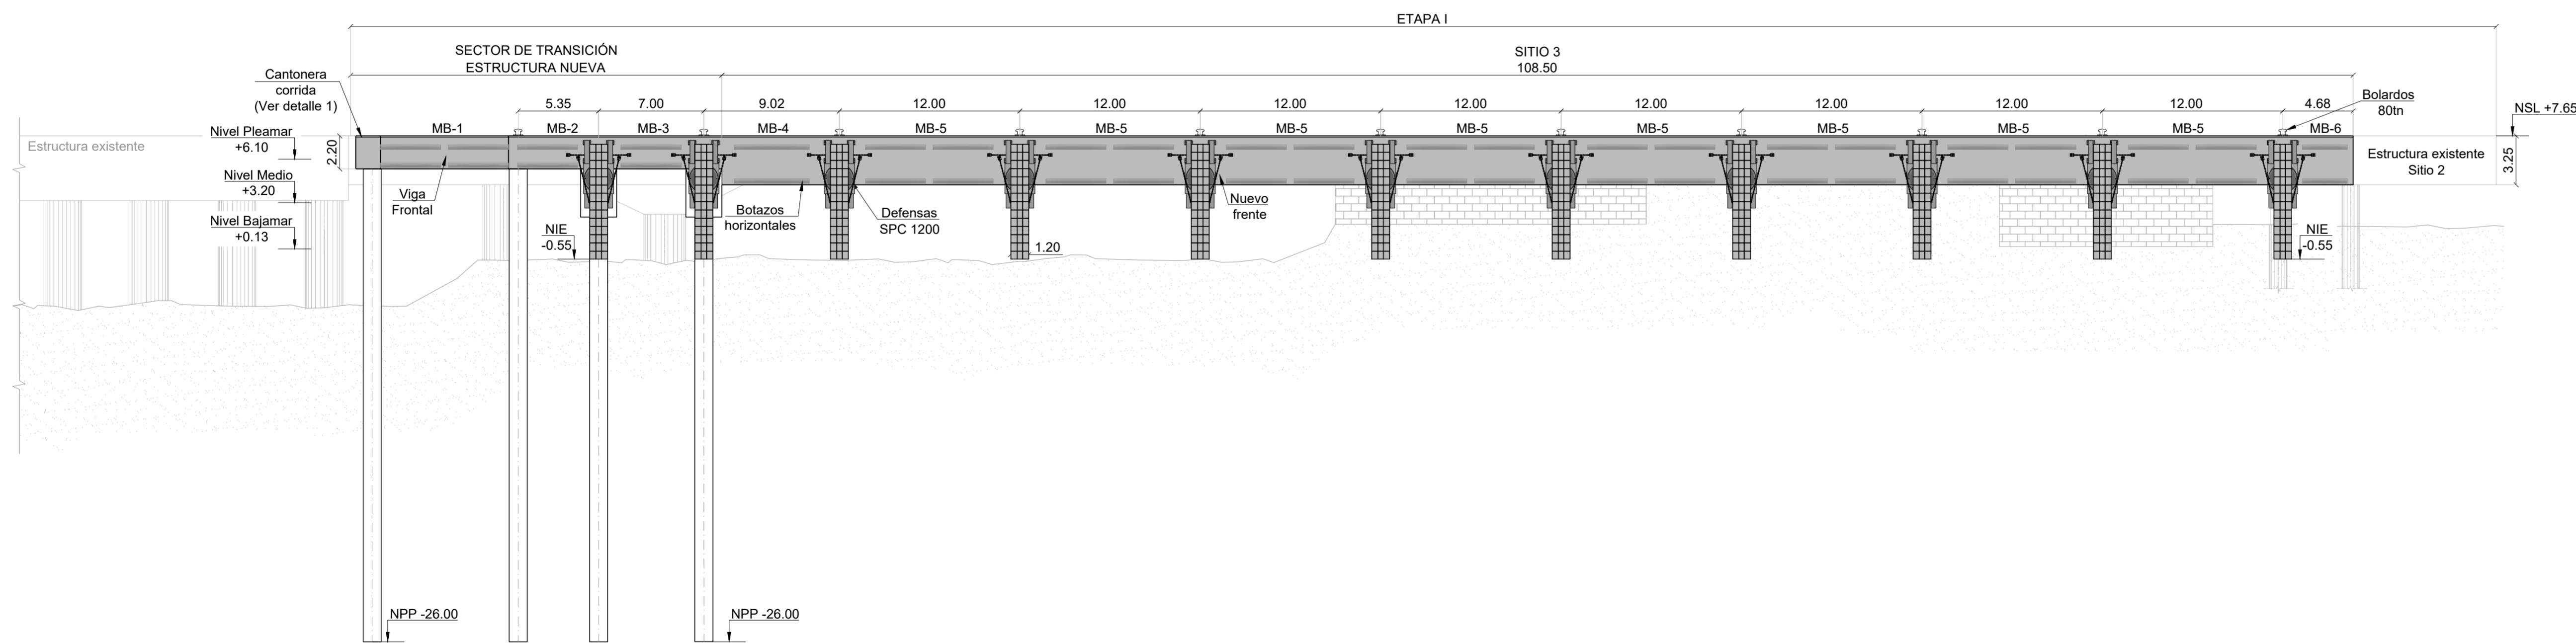 ETAPA I
SECTOR DE TRANSICIÓN
ESTRUCTURA NUEVA
SITIO 3
108.50
Cantonera
corrida
(Ver detalle 1)
5.35
7.00
9.02
12.00
12.00
12.00
12.00
12.00
12.00
12.00
12.00
4.68
Bolardos
80tn
NSL +7.65
MB-1
MB-2
MB-3
MB-4
MB-5
MB-5
MB-5
MB-5
MB-5
MB-5
MB-5
MB-5
MB-6
Estructura existente
Nivel Pleamar
+6.10
2.20
Nivel Medio
+3.20
Nivel Bajamar
+0.13
Viga
Frontal
NIE
-0.55
Botazos
horizontales
Defensas
SPC 1200
1.20
Nuevo
frente
Estructura existente
Sitio 2
3.25
NIE
-0.55
NPP -26.00
NPP -26.00